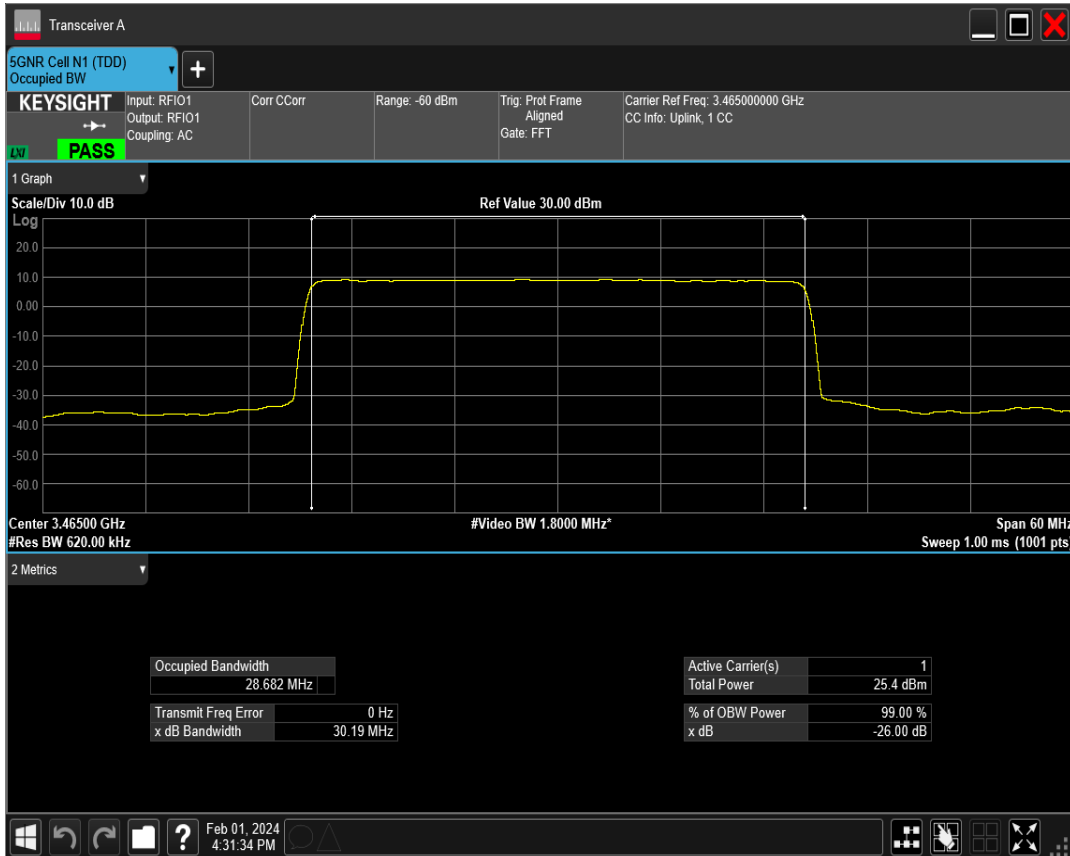 Transceiver A
5GNR Cell N1 (TDD)
Occupied BW
+
KEYSIGHT
LXI
PASS
Input: RFIO1
Output: RFIO1
Coupling: AC
Corr CCorr
Range: -60 dBm
Trig: Prot Frame
Aligned
Gate: FFT
Carrier Ref Freq: 3.465000000 GHz
CC Info: Uplink, 1 CC
1 Graph
Scale/Div 10.0 dB
Ref Value 30.00 dBm
Log
20.0
10.0
0.00
-10.0
-20.0
-30.0
-40.0
-50.0
-60.0
Center 3.46500 GHz
#Video BW 1.8000 MHz*
Span 60 MHz
#Res BW 620.00 kHz
Sweep 1.00 ms (1001 pts)
2 Metrics
Occupied Bandwidth
28.682 MHz
Transmit Freq Error 0 Hz
x dB Bandwidth 30.19 MHz
Active Carrier(s) 1
Total Power 25.4 dBm
% of OBW Power 99.00 %
x dB -26.00 dB
?
Feb 01, 2024
4:31:34 PM